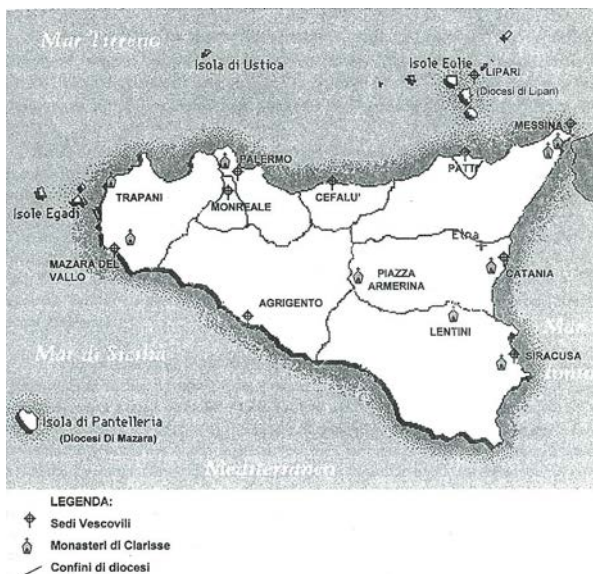 Mar Tirreno
Isola di Ustica
Isole Eolie
LIPARI
(Diocesi di Lipari)
MESSINA
PALERMO
PATTI
TRAPANI
MONREALE
CEFALU'
Isole Egadi
Etna
MAZARA DEL
VALLO
PIAZZA
ARMERINA
CATANIA
AGRIGENTO
LENTINI
Mar
Mar di Sicilia
SIRACUSA
Isola di Pantelleria
(Diocesi Di Mazara)
Mediterraneo
LEGENDA:
Sedi Vescovili
Monasteri di Clarisse
Confini di diocesi